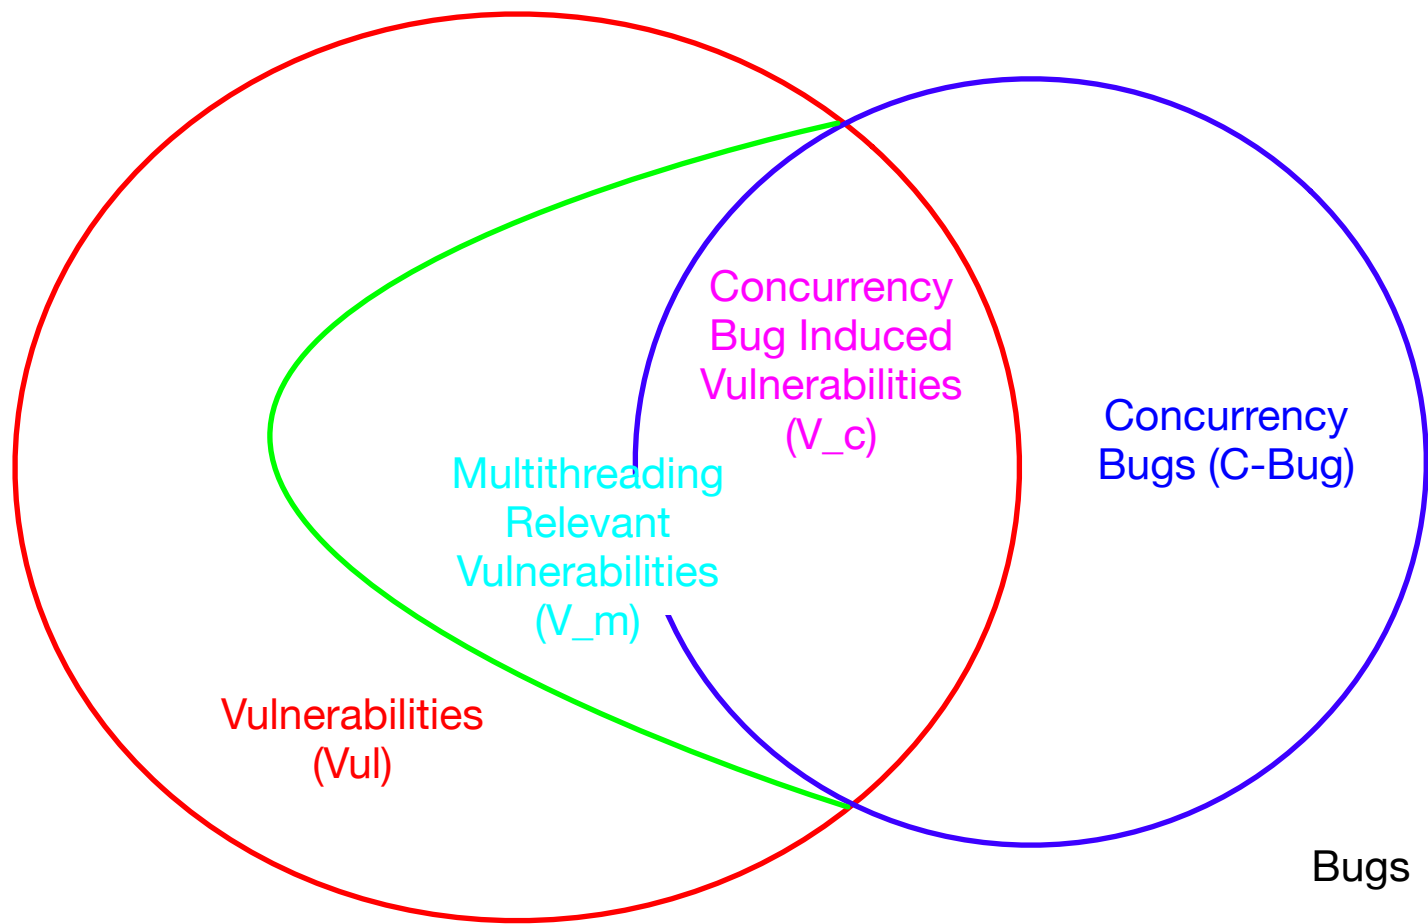 Concurrency
Bug Induced
Vulnerabilities
(V_c)
Concurrency
Bugs (C-Bug)
Multithreading
Relevant
Vulnerabilities
(V_m)
Vulnerabilities
(Vul)
Bugs